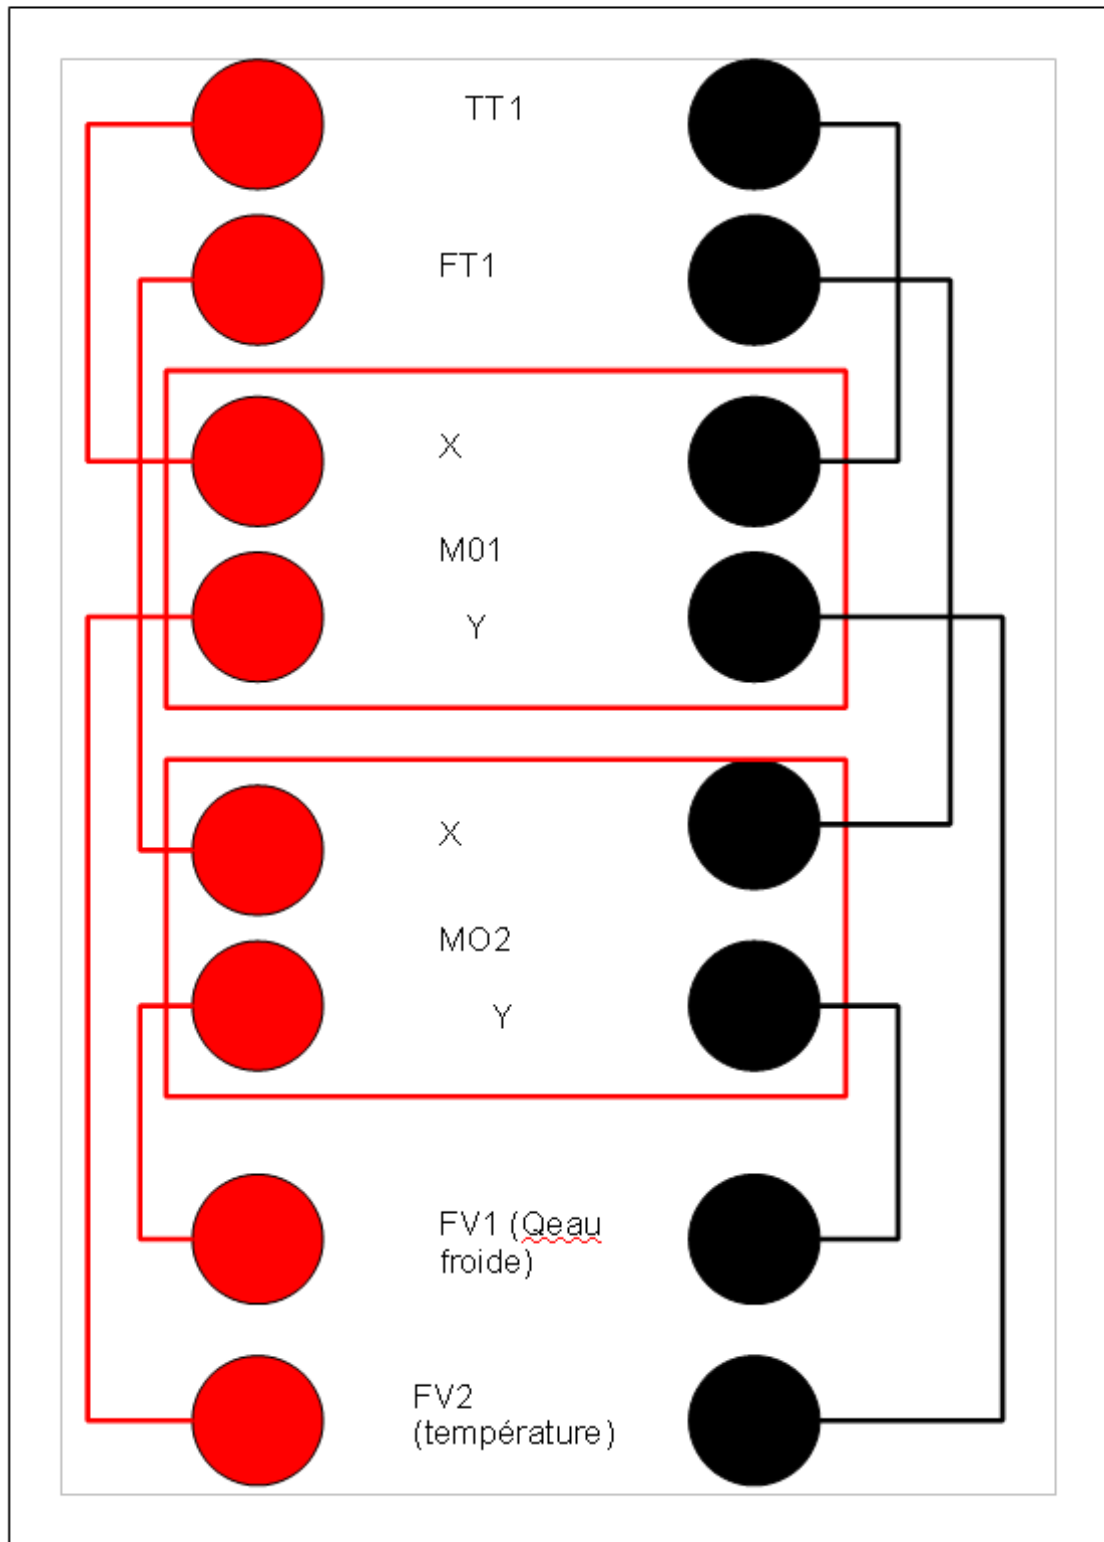 TT1
FT1
X
M01
Y
X
MO2
Y
FV1 (Qeau
froide)
FV2
(température)